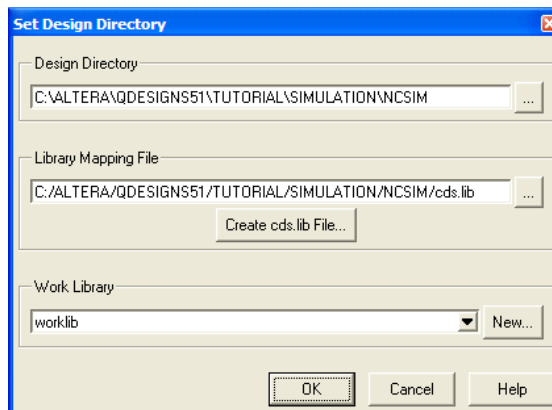 Set Design Directory
Design Directory
C:\ALTERA\QDESIGNS51\TUTORIAL\SIMULATION\NCSIM
...
Library Mapping File
C:/ALTERA/QDESIGNS51/TUTORIAL/SIMULATION/NCSIM/cds.lib
...
Create cds.lib File...
Work Library
worklib
New...
OK Cancel Help